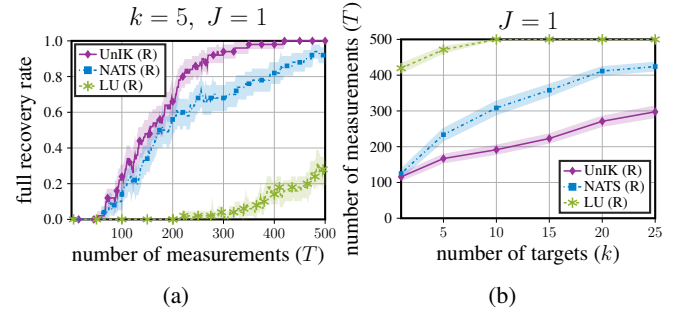 k = 5, J = 1
full recovery rate
1.0
0.8
0.6
0.4
0.2
0.0
UnIK (R)
NATS (R)
LU (R)
100 200 300 400 500
number of measurements (T)
(a)
J = 1
number of measurements (T)
500
400
300
200
100
0
UnIK (R)
NATS (R)
LU (R)
5 10 15 20 25
number of targets (k)
(b)